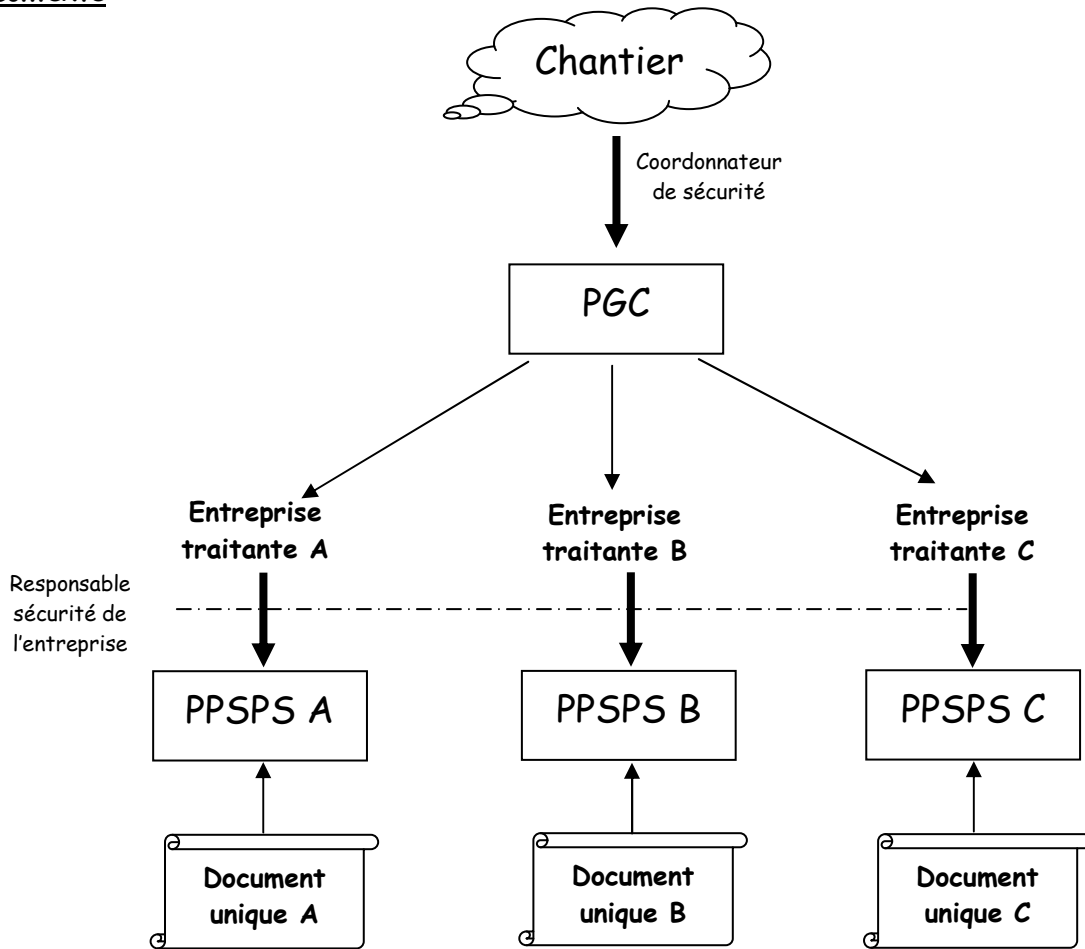 Chantier
Coordonnateur
de sécurité
PGC
Entreprise
traitante A
Entreprise
traitante B
Entreprise
traitante C
Responsable
sécurité de
l'entreprise
PPSPS A
PPSPS B
PPSPS C
Document
unique A
Document
unique B
Document
unique C